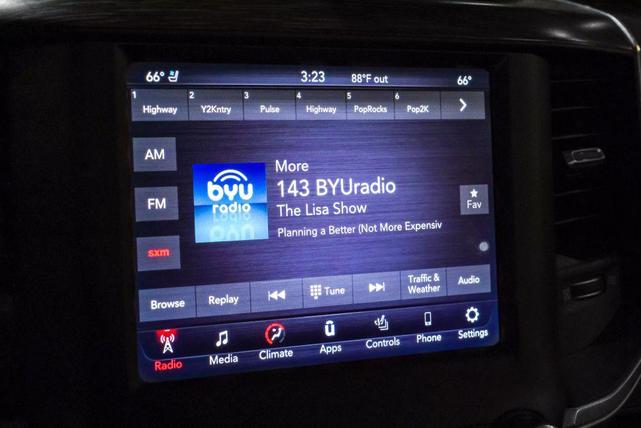 66° 3:23 88°F out 66°
1 Highway 2 Y2Kntry 3 Pulse 4 Highway 5 PopRocks 6 Pop2K
AM
FM
sxm
byu
radio
More
143 BYUradio
The Lisa Show
Planning a Better (Not More Expensiv
Fav
Browse Replay Tune Traffic & Weather Audio
Radio Media Climate Apps Controls Phone Settings